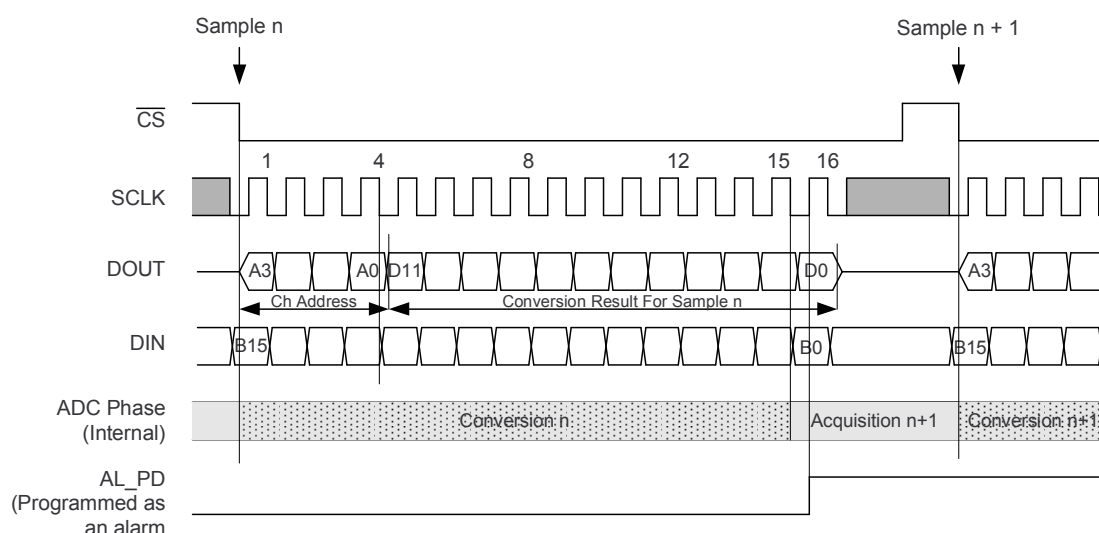 Sample n
Sample n + 1
CS
1 4 8 12 15 16
SCLK
DOUT
A3 A0 D11 D0 A3
Ch Address
Conversion Result For Sample n
DIN
B15 B0 B15
ADC Phase
(Internal)
Conversion n
Acquisition n+1
Conversion n+1
AL_PD
(Programmed as
an alarm